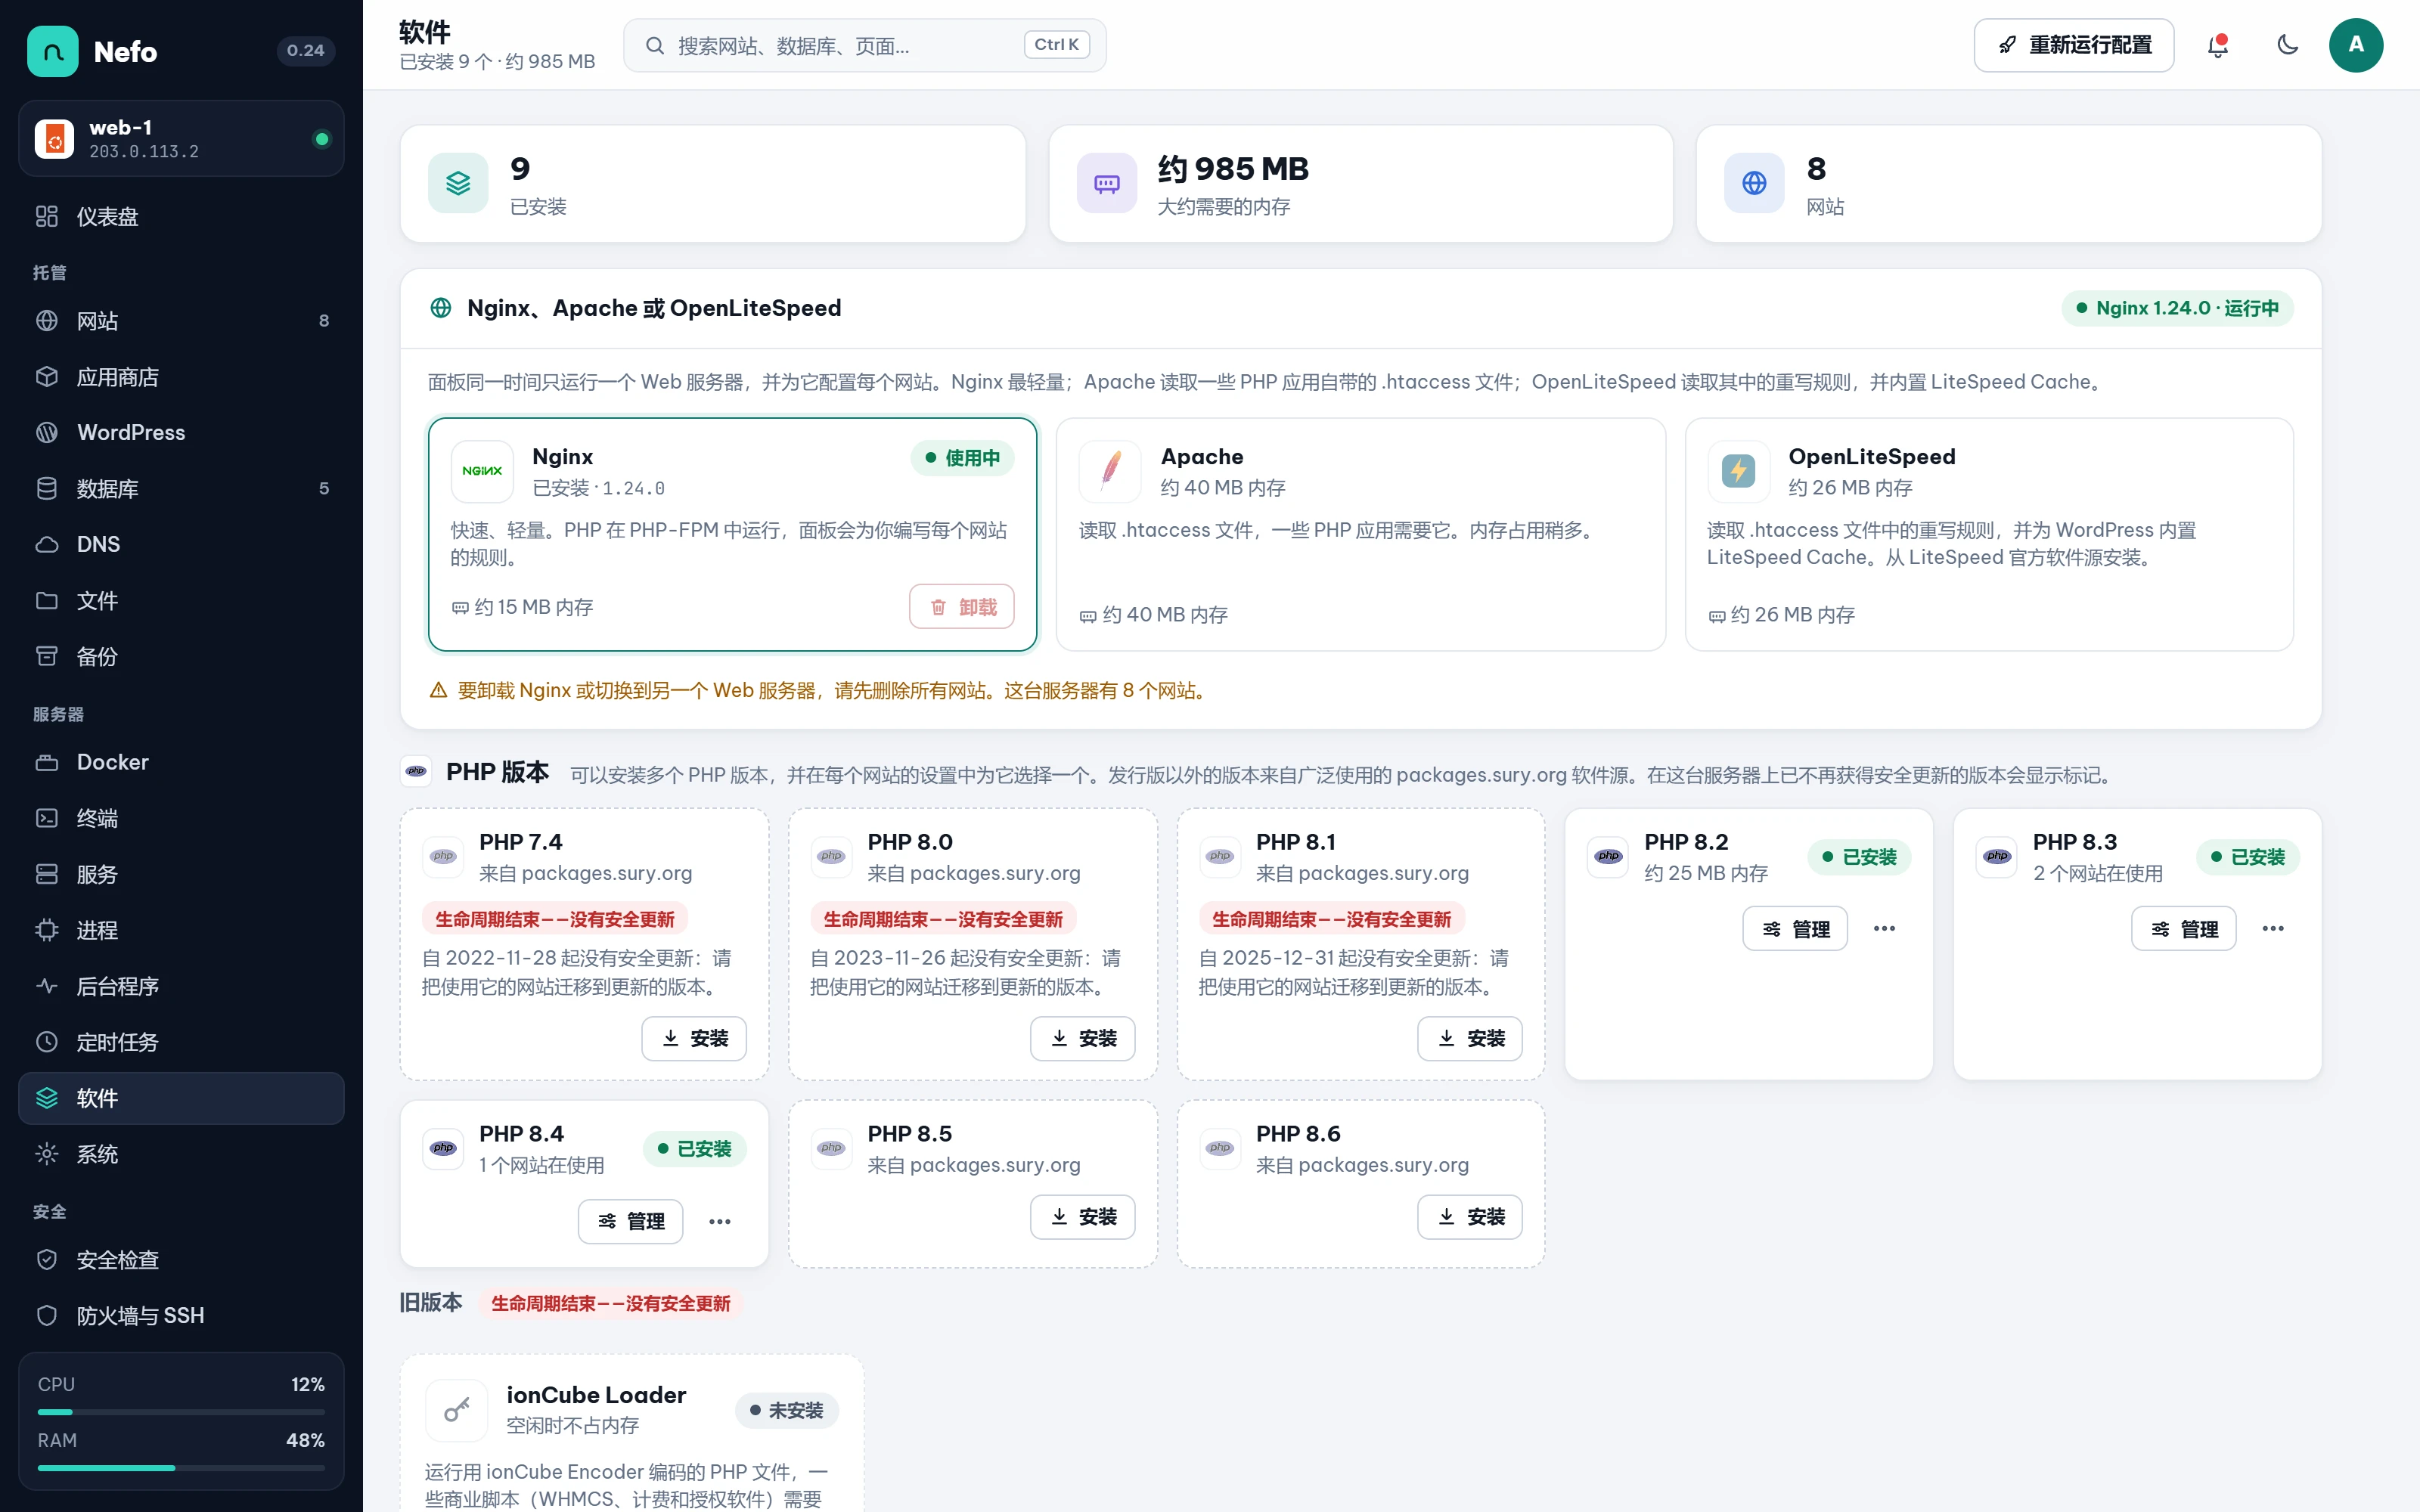 Nefo
0.24
web-1
203.0.113.2
仪表盘
托管
网站
8
应用商店
WordPress
数据库
5
DNS
文件
备份
服务器
Docker
终端
服务
进程
后台程序
定时任务
软件
系统
安全
安全检查
防火墙与 SSH
CPU
12%
RAM
48%
软件
已安装 9 个 · 约 985 MB
搜索网站、数据库、页面...
Ctrl K
重新运行配置
A
9
已安装
约 985 MB
大约需要的内存
8
网站
Nginx、Apache 或 OpenLiteSpeed
Nginx 1.24.0 · 运行中
面板同一时间只运行一个 Web 服务器，并为它配置每个网站。Nginx 最轻量；Apache 读取一些 PHP 应用自带的 .htaccess 文件；OpenLiteSpeed 读取其中的重写规则，并内置 LiteSpeed Cache。
NGINX
Nginx
已安装 · 1.24.0
使用中
快速、轻量。PHP 在 PHP-FPM 中运行，面板会为你编写每个网站
的规则。
约 15 MB 内存
卸载
Apache
约 40 MB 内存
读取 .htaccess 文件，一些 PHP 应用需要它。内存占用稍多。
约 40 MB 内存
OpenLiteSpeed
约 26 MB 内存
读取 .htaccess 文件中的重写规则，并为 WordPress 内置
LiteSpeed Cache。从 LiteSpeed 官方软件源安装。
约 26 MB 内存
要卸载 Nginx 或切换到另一个 Web 服务器，请先删除所有网站。这台服务器有 8 个网站。
php
PHP 版本
可以安装多个 PHP 版本，并在每个网站的设置中为它选择一个。发行版以外的版本来自广泛使用的 packages.sury.org 软件源。在这台服务器上已不再获得安全更新的版本会显示标记。
php
PHP 7.4
来自 packages.sury.org
生命周期结束——没有安全更新
自 2022-11-28 起没有安全更新：请
把使用它的网站迁移到更新的版本。
安装
php
PHP 8.0
来自 packages.sury.org
生命周期结束——没有安全更新
自 2023-11-26 起没有安全更新：请
把使用它的网站迁移到更新的版本。
安装
php
PHP 8.1
来自 packages.sury.org
生命周期结束——没有安全更新
自 2025-12-31 起没有安全更新：请
把使用它的网站迁移到更新的版本。
安装
php
PHP 8.2
约 25 MB 内存
已安装
管理
php
PHP 8.3
2 个网站在使用
已安装
管理
php
PHP 8.4
1 个网站在使用
已安装
管理
php
PHP 8.5
来自 packages.sury.org
安装
php
PHP 8.6
来自 packages.sury.org
安装
旧版本
生命周期结束——没有安全更新
ionCube Loader
空闲时不占内存
未安装
运行用 ionCube Encoder 编码的 PHP 文件，一
些商业脚本（WHMCS、计费和授权软件）需要